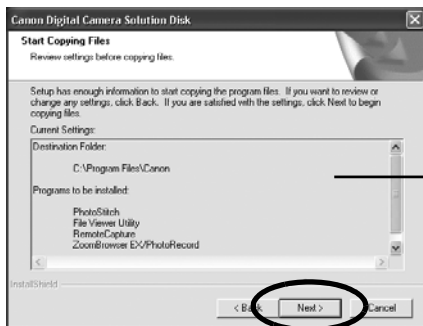 Canon Digital Camera Solution Disk
Start Copying Files
Review settings before copying files.
Setup has enough information to start copying the program files. If you want to review or
change any settings, click Back. If you are satisfied with the settings, click Next to begin
copying files.
Current Settings:
Destination Folder:
C:\Program Files\Canon
Programs to be installed:
PhotoStitch
File Viewer Utility
RemoteCapture
ZoomBrowser EX/PhotoRecord
InstallShield
< Back Next > Cancel